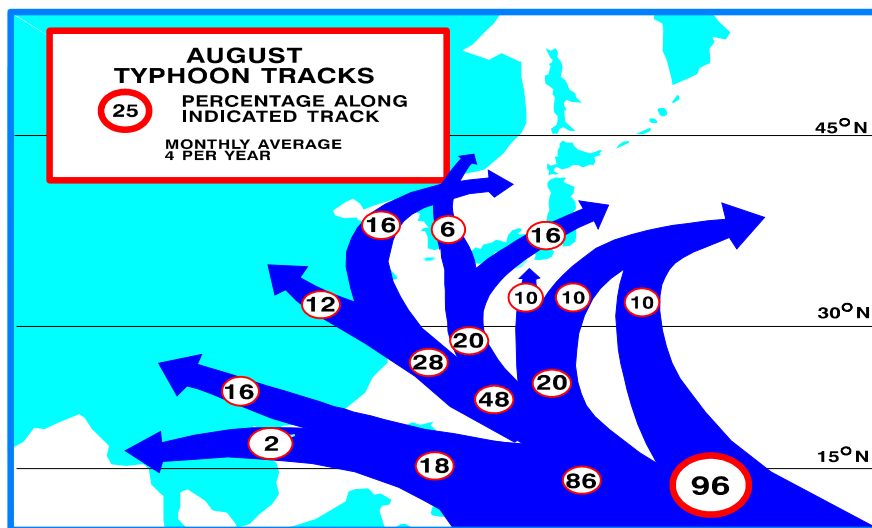 AUGUST
TYPHOON TRACKS
25 PERCENTAGE ALONG
INDICATED TRACK
MONTHLY AVERAGE
4 PER YEAR
45°N
16
6
16
12
10
10
10
30°N
20
28
20
16
48
2
18
15°N
86
96